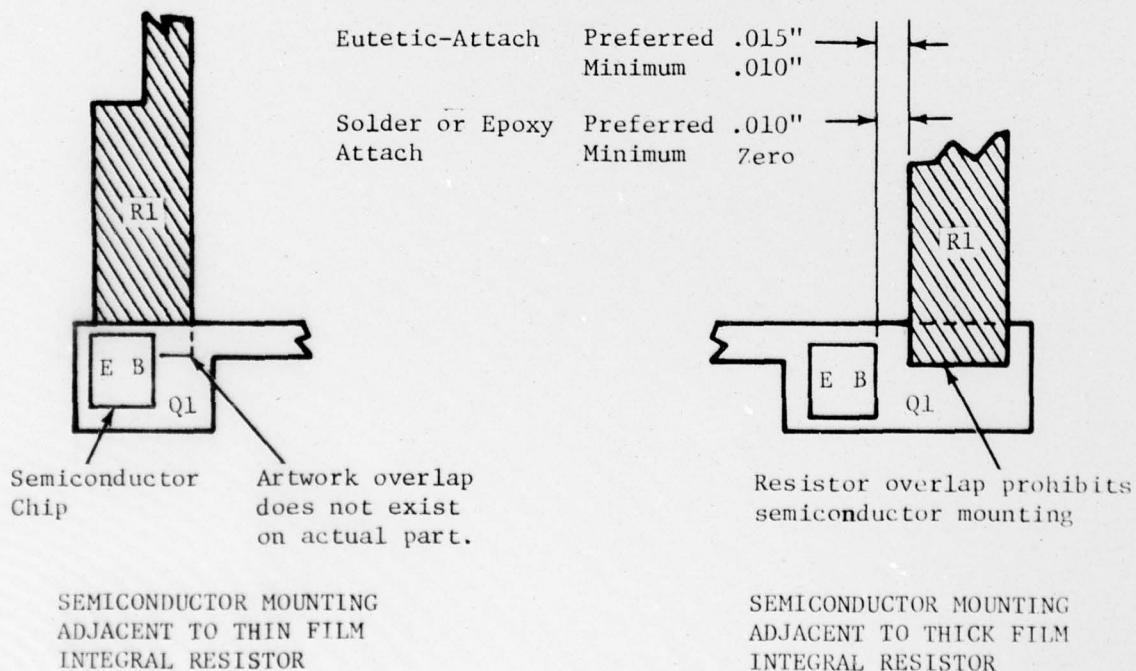 Eutetic-Attach Preferred .015"
Minimum .010"
Solder or Epoxy Preferred .010"
Attach Minimum Zero
R1
R1
E B
Q1
E B
Q1
Semiconductor
Chip
Artwork overlap
does not exist
on actual part.
Resistor overlap prohibits
semiconductor mounting
SEMICONDUCTOR MOUNTING
ADJACENT TO THIN FILM
INTEGRAL RESISTOR
SEMICONDUCTOR MOUNTING
ADJACENT TO THICK FILM
INTEGRAL RESISTOR